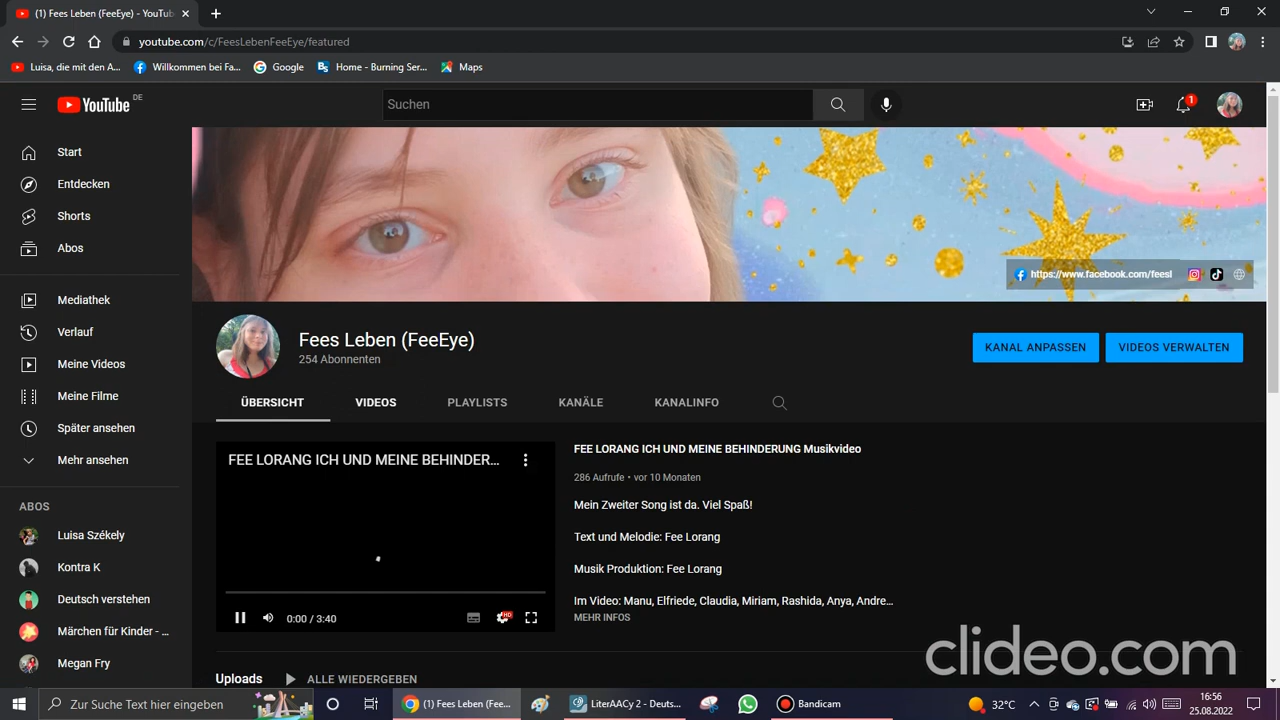 (1) Fees Leben (FeeEye) - YouTub
youtube.com/c/FeesLebenFeeEye/featured
Luisa, die mit den A... Willkommen bei Fa... Google Home - Burning Ser... Maps
YouTube DE
Suchen
1
Start
Entdecken
Shorts
Abos
Mediathek
Verlauf
Meine Videos
Meine Filme
Später ansehen
Mehr ansehen
ABOS
Luisa Székely
Kontra K
Deutsch verstehen
Märchen für Kinder - ...
Megan Fry
https://www.facebook.com/feesl
Fees Leben (FeeEye)
254 Abonnenten
KANAL ANPASSEN
VIDEOS VERWALTEN
ÜBERSICHT VIDEOS PLAYLISTS KANÄLE KANALINFO
FEE LORANG ICH UND MEINE BEHINDER...
0:00 / 3:40
HD
FEE LORANG ICH UND MEINE BEHINDERUNG Musikvideo
286 Aufrufe • vor 10 Monaten
Mein Zweiter Song ist da. Viel Spaß!
Text und Melodie: Fee Lorang
Musik Produktion: Fee Lorang
Im Video: Manu, Elfriede, Claudia, Miriam, Rashida, Anya, Andre...
MEHR INFOS
Uploads ALLE WIEDERGEBEN
clideo.com
Zur Suche Text hier eingeben
(1) Fees Leben (Fee...
LiterAACy 2 - Deuts...
Bandicam
32°C
16:56
25.08.2022